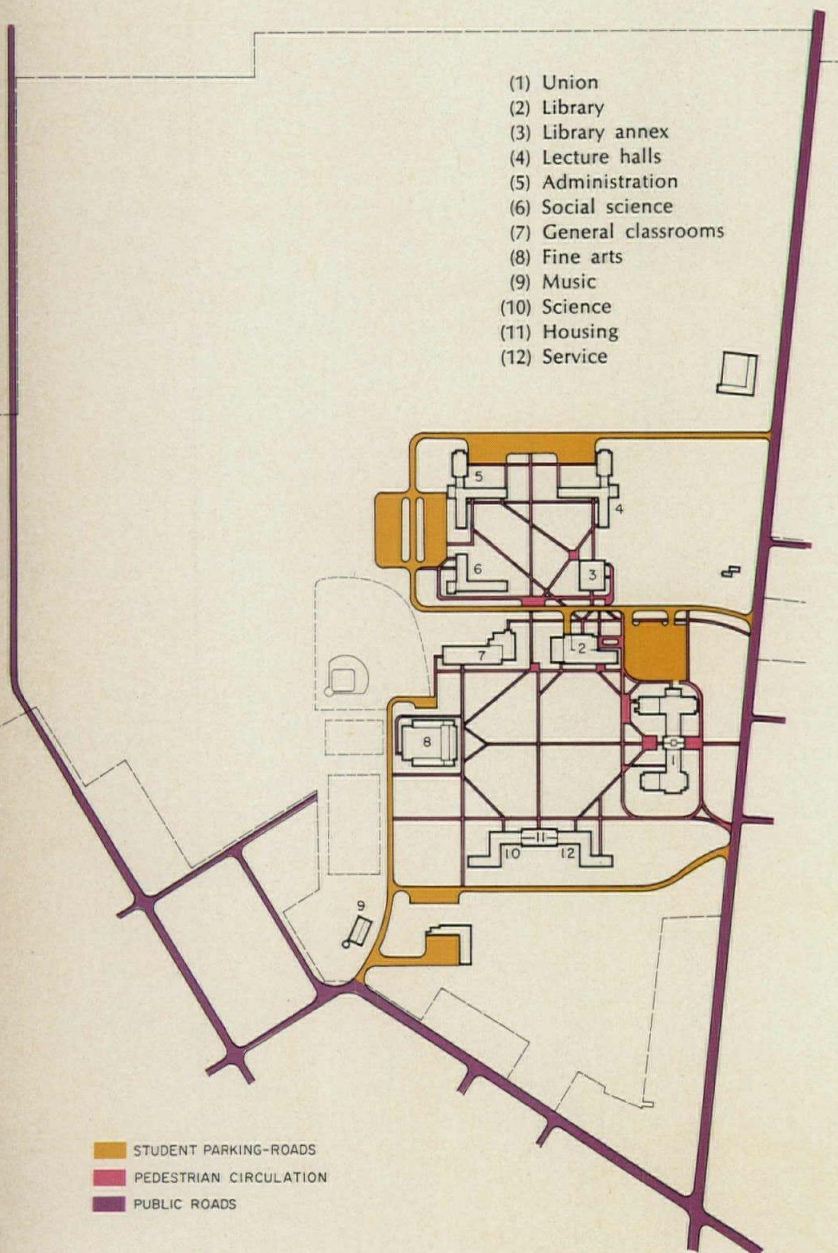 (1) Union
(2) Library
(3) Library annex
(4) Lecture halls
(5) Administration
(6) Social science
(7) General classrooms
(8) Fine arts
(9) Music
(10) Science
(11) Housing
(12) Service
5
4
6
3
7
2
8
1
11
10
12
9
STUDENT PARKING-ROADS
PEDESTRIAN CIRCULATION
PUBLIC ROADS